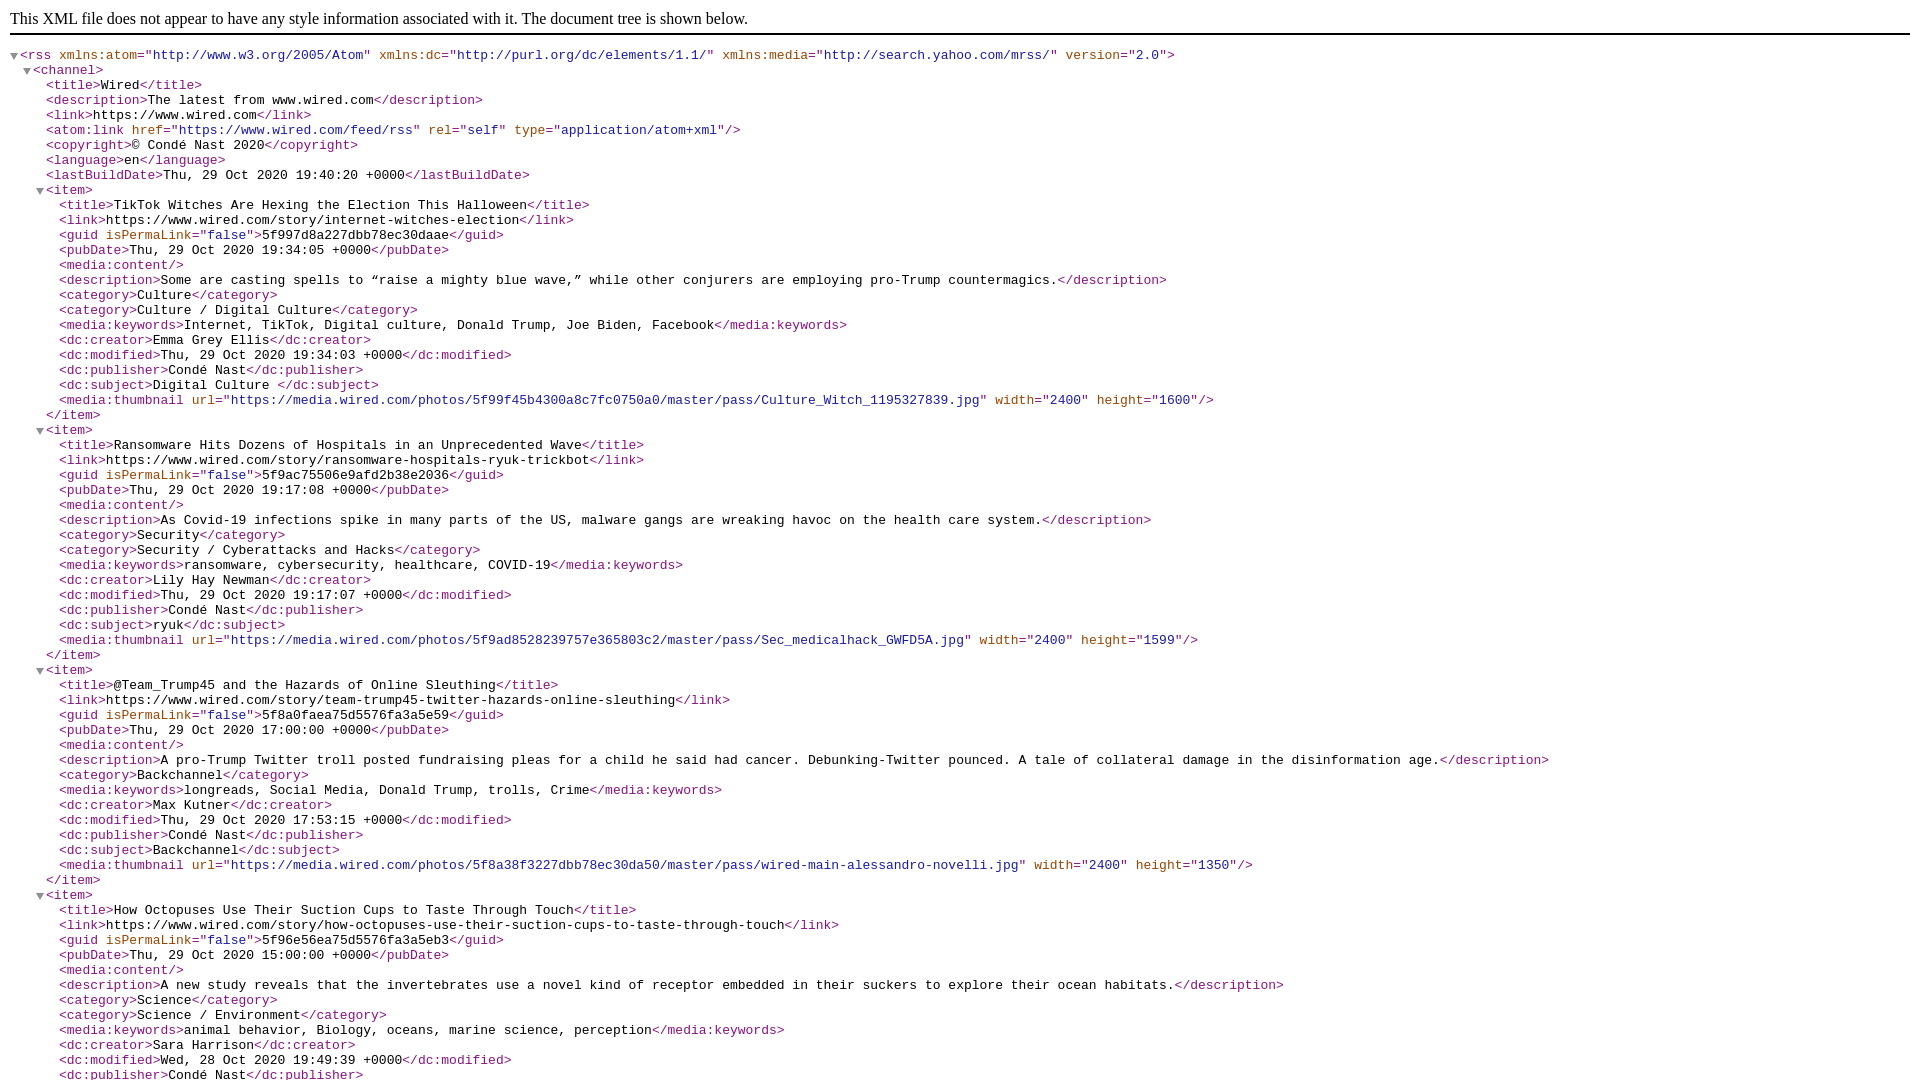 This XML file does not appear to have any style information associated with it. The document tree is shown below.
<rss xmlns:atom="http://www.w3.org/2005/Atom" xmlns:dc="http://purl.org/dc/elements/1.1/" xmlns:media="http://search.yahoo.com/mrss/" version="2.0">
<channel>
<title>Wired</title>
<description>The latest from www.wired.com</description>
<link>https://www.wired.com</link>
<atom:link href="https://www.wired.com/feed/rss" rel="self" type="application/atom+xml"/>
<copyright>© Condé Nast 2020</copyright>
<language>en</language>
<lastBuildDate>Thu, 29 Oct 2020 19:40:20 +0000</lastBuildDate>
<item>
<title>TikTok Witches Are Hexing the Election This Halloween</title>
<link>https://www.wired.com/story/internet-witches-election</link>
<guid isPermaLink="false">5f997d8a227dbb78ec30daae</guid>
<pubDate>Thu, 29 Oct 2020 19:34:05 +0000</pubDate>
<media:content/>
<description>Some are casting spells to “raise a mighty blue wave,” while other conjurers are employing pro-Trump countermagics.</description>
<category>Culture</category>
<category>Culture / Digital Culture</category>
<media:keywords>Internet, TikTok, Digital culture, Donald Trump, Joe Biden, Facebook</media:keywords>
<dc:creator>Emma Grey Ellis</dc:creator>
<dc:modified>Thu, 29 Oct 2020 19:34:03 +0000</dc:modified>
<dc:publisher>Condé Nast</dc:publisher>
<dc:subject>Digital Culture </dc:subject>
<media:thumbnail url="https://media.wired.com/photos/5f99f45b4300a8c7fc0750a0/master/pass/Culture_Witch_1195327839.jpg" width="2400" height="1600"/>
</item>
<item>
<title>Ransomware Hits Dozens of Hospitals in an Unprecedented Wave</title>
<link>https://www.wired.com/story/ransomware-hospitals-ryuk-trickbot</link>
<guid isPermaLink="false">5f9ac75506e9afd2b38e2036</guid>
<pubDate>Thu, 29 Oct 2020 19:17:08 +0000</pubDate>
<media:content/>
<description>As Covid-19 infections spike in many parts of the US, malware gangs are wreaking havoc on the health care system.</description>
<category>Security</category>
<category>Security / Cyberattacks and Hacks</category>
<media:keywords>ransomware, cybersecurity, healthcare, COVID-19</media:keywords>
<dc:creator>Lily Hay Newman</dc:creator>
<dc:modified>Thu, 29 Oct 2020 19:17:07 +0000</dc:modified>
<dc:publisher>Condé Nast</dc:publisher>
<dc:subject>ryuk</dc:subject>
<media:thumbnail url="https://media.wired.com/photos/5f9ad8528239757e365803c2/master/pass/Sec_medicalhack_GWFD5A.jpg" width="2400" height="1599"/>
</item>
<item>
<title>@Team_Trump45 and the Hazards of Online Sleuthing</title>
<link>https://www.wired.com/story/team-trump45-twitter-hazards-online-sleuthing</link>
<guid isPermaLink="false">5f8a0faea75d5576fa3a5e59</guid>
<pubDate>Thu, 29 Oct 2020 17:00:00 +0000</pubDate>
<media:content/>
<description>A pro-Trump Twitter troll posted fundraising pleas for a child he said had cancer. Debunking-Twitter pounced. A tale of collateral damage in the disinformation age.</description>
<category>Backchannel</category>
<media:keywords>longreads, Social Media, Donald Trump, trolls, Crime</media:keywords>
<dc:creator>Max Kutner</dc:creator>
<dc:modified>Thu, 29 Oct 2020 17:53:15 +0000</dc:modified>
<dc:publisher>Condé Nast</dc:publisher>
<dc:subject>Backchannel</dc:subject>
<media:thumbnail url="https://media.wired.com/photos/5f8a38f3227dbb78ec30da50/master/pass/wired-main-alessandro-novelli.jpg" width="2400" height="1350"/>
</item>
<item>
<title>How Octopuses Use Their Suction Cups to Taste Through Touch</title>
<link>https://www.wired.com/story/how-octopuses-use-their-suction-cups-to-taste-through-touch</link>
<guid isPermaLink="false">5f96e56ea75d5576fa3a5eb3</guid>
<pubDate>Thu, 29 Oct 2020 15:00:00 +0000</pubDate>
<media:content/>
<description>A new study reveals that the invertebrates use a novel kind of receptor embedded in their suckers to explore their ocean habitats.</description>
<category>Science</category>
<category>Science / Environment</category>
<media:keywords>animal behavior, Biology, oceans, marine science, perception</media:keywords>
<dc:creator>Sara Harrison</dc:creator>
<dc:modified>Wed, 28 Oct 2020 19:49:39 +0000</dc:modified>
<dc:publisher>Condé Nast</dc:publisher>